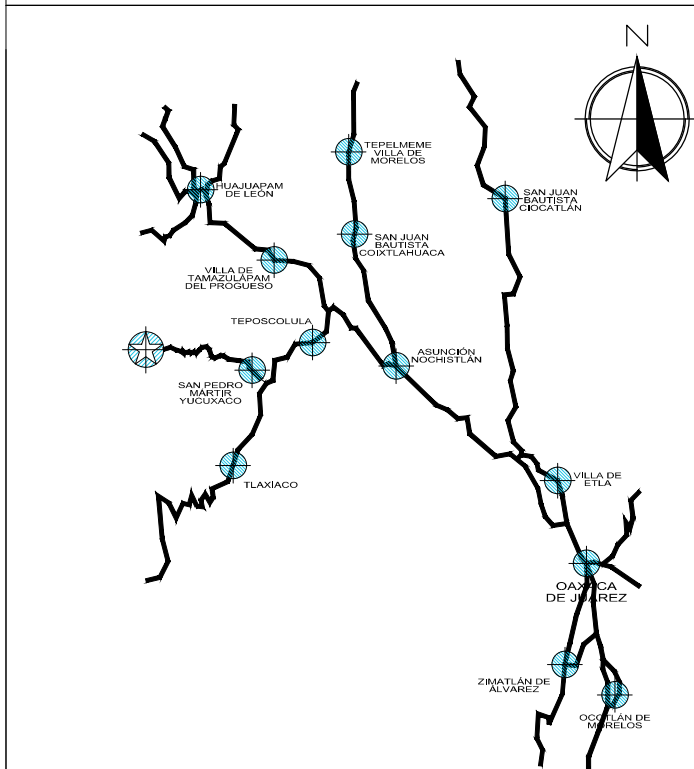 N
TEPELMEME
VILLA DE
MORELOS
HUAJUAPAM
DE LEÓN
SAN JUAN
BAUTISTA
CIOCATLÁN
SAN JUAN
BAUTISTA
COIXTLAHUACA
VILLA DE
TAMAZULAPAM
DEL PROGUESO
TEPOSCOLULA
ASUNCIÓN
NOCHISTLÁN
SAN PEDRO
MÁRTIR
YUCUXACO
TLAXÍACO
VILLA DE
ETLA
OAXACA
DE JUÁREZ
ZIMATLÁN DE
ÁLVAREZ
OCOTLÁN DE
MORELOS